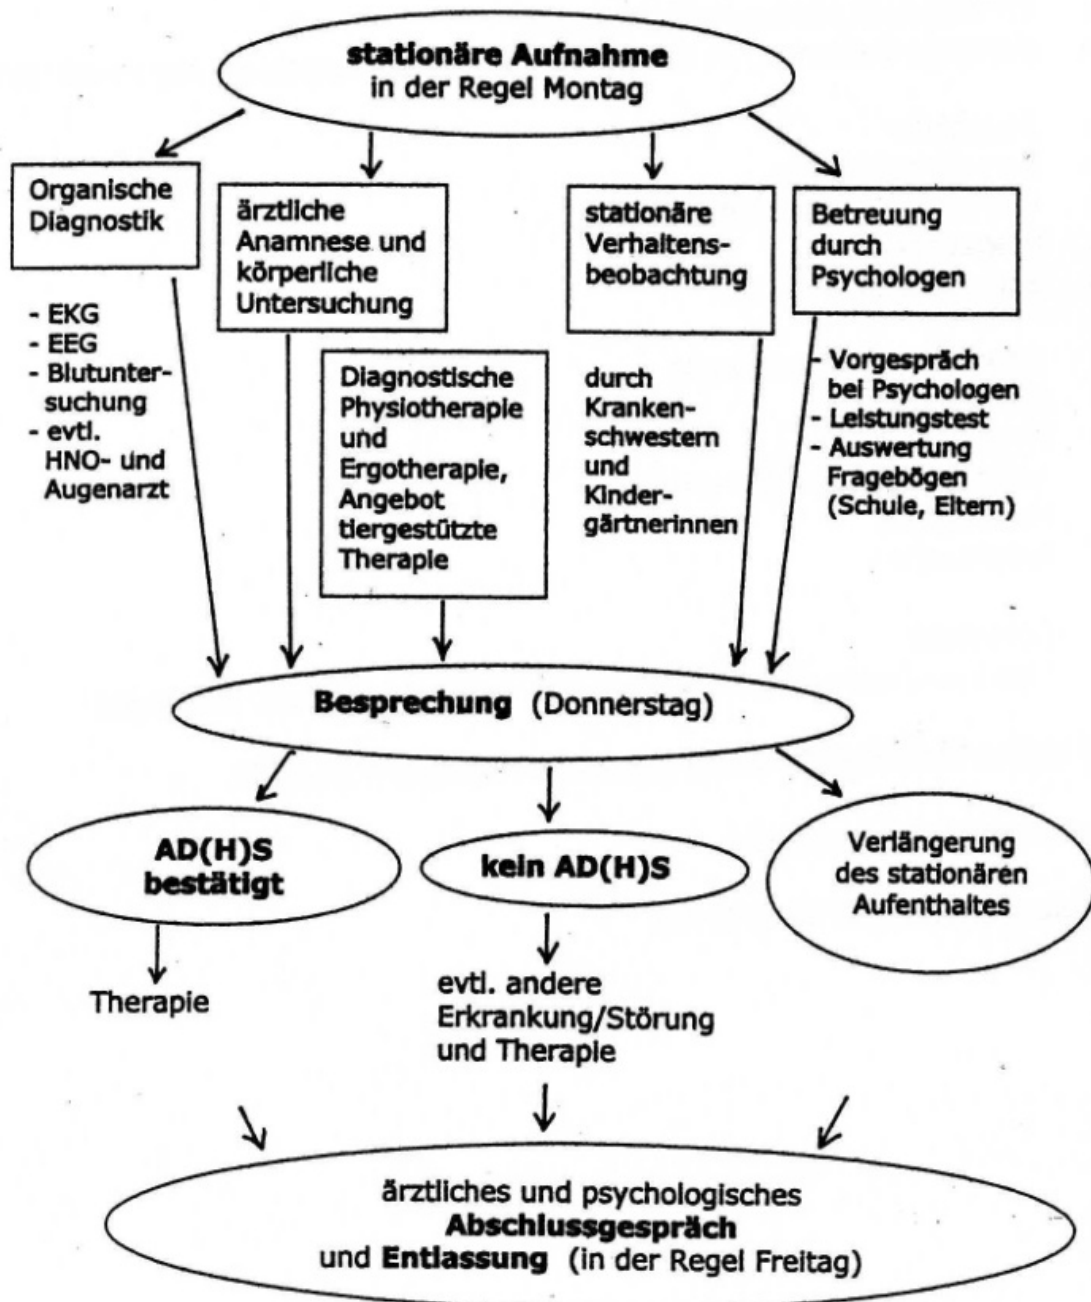 stationäre Aufnahme
in der Regel Montag
Organische
Diagnostik
- EKG
- EEG
- Blutunter-
suchung
- evtl.
HNO- und
Augenarzt
ärztliche
Anamnese und
körperliche
Untersuchung
Diagnostische
Physiotherapie
und
Ergotherapie,
Angebot
tiergestützte
Therapie
stationäre
Verhaltens-
beobachtung
durch
Kranken-
schwestern
und
Kinder-
gärtnerinnen
Betreuung
durch
Psychologen
- Vorgespräch
bei Psychologen
- Leistungstest
- Auswertung
Fragebögen
(Schule, Eltern)
Besprechung (Donnerstag)
AD(H)S
bestätigt
Therapie
kein AD(H)S
evtl. andere
Erkrankung/Störung
und Therapie
Verlängerung
des stationären
Aufenthaltes
ärztliches und psychologisches
Abschlussgespräch
und Entlassung (in der Regel Freitag)